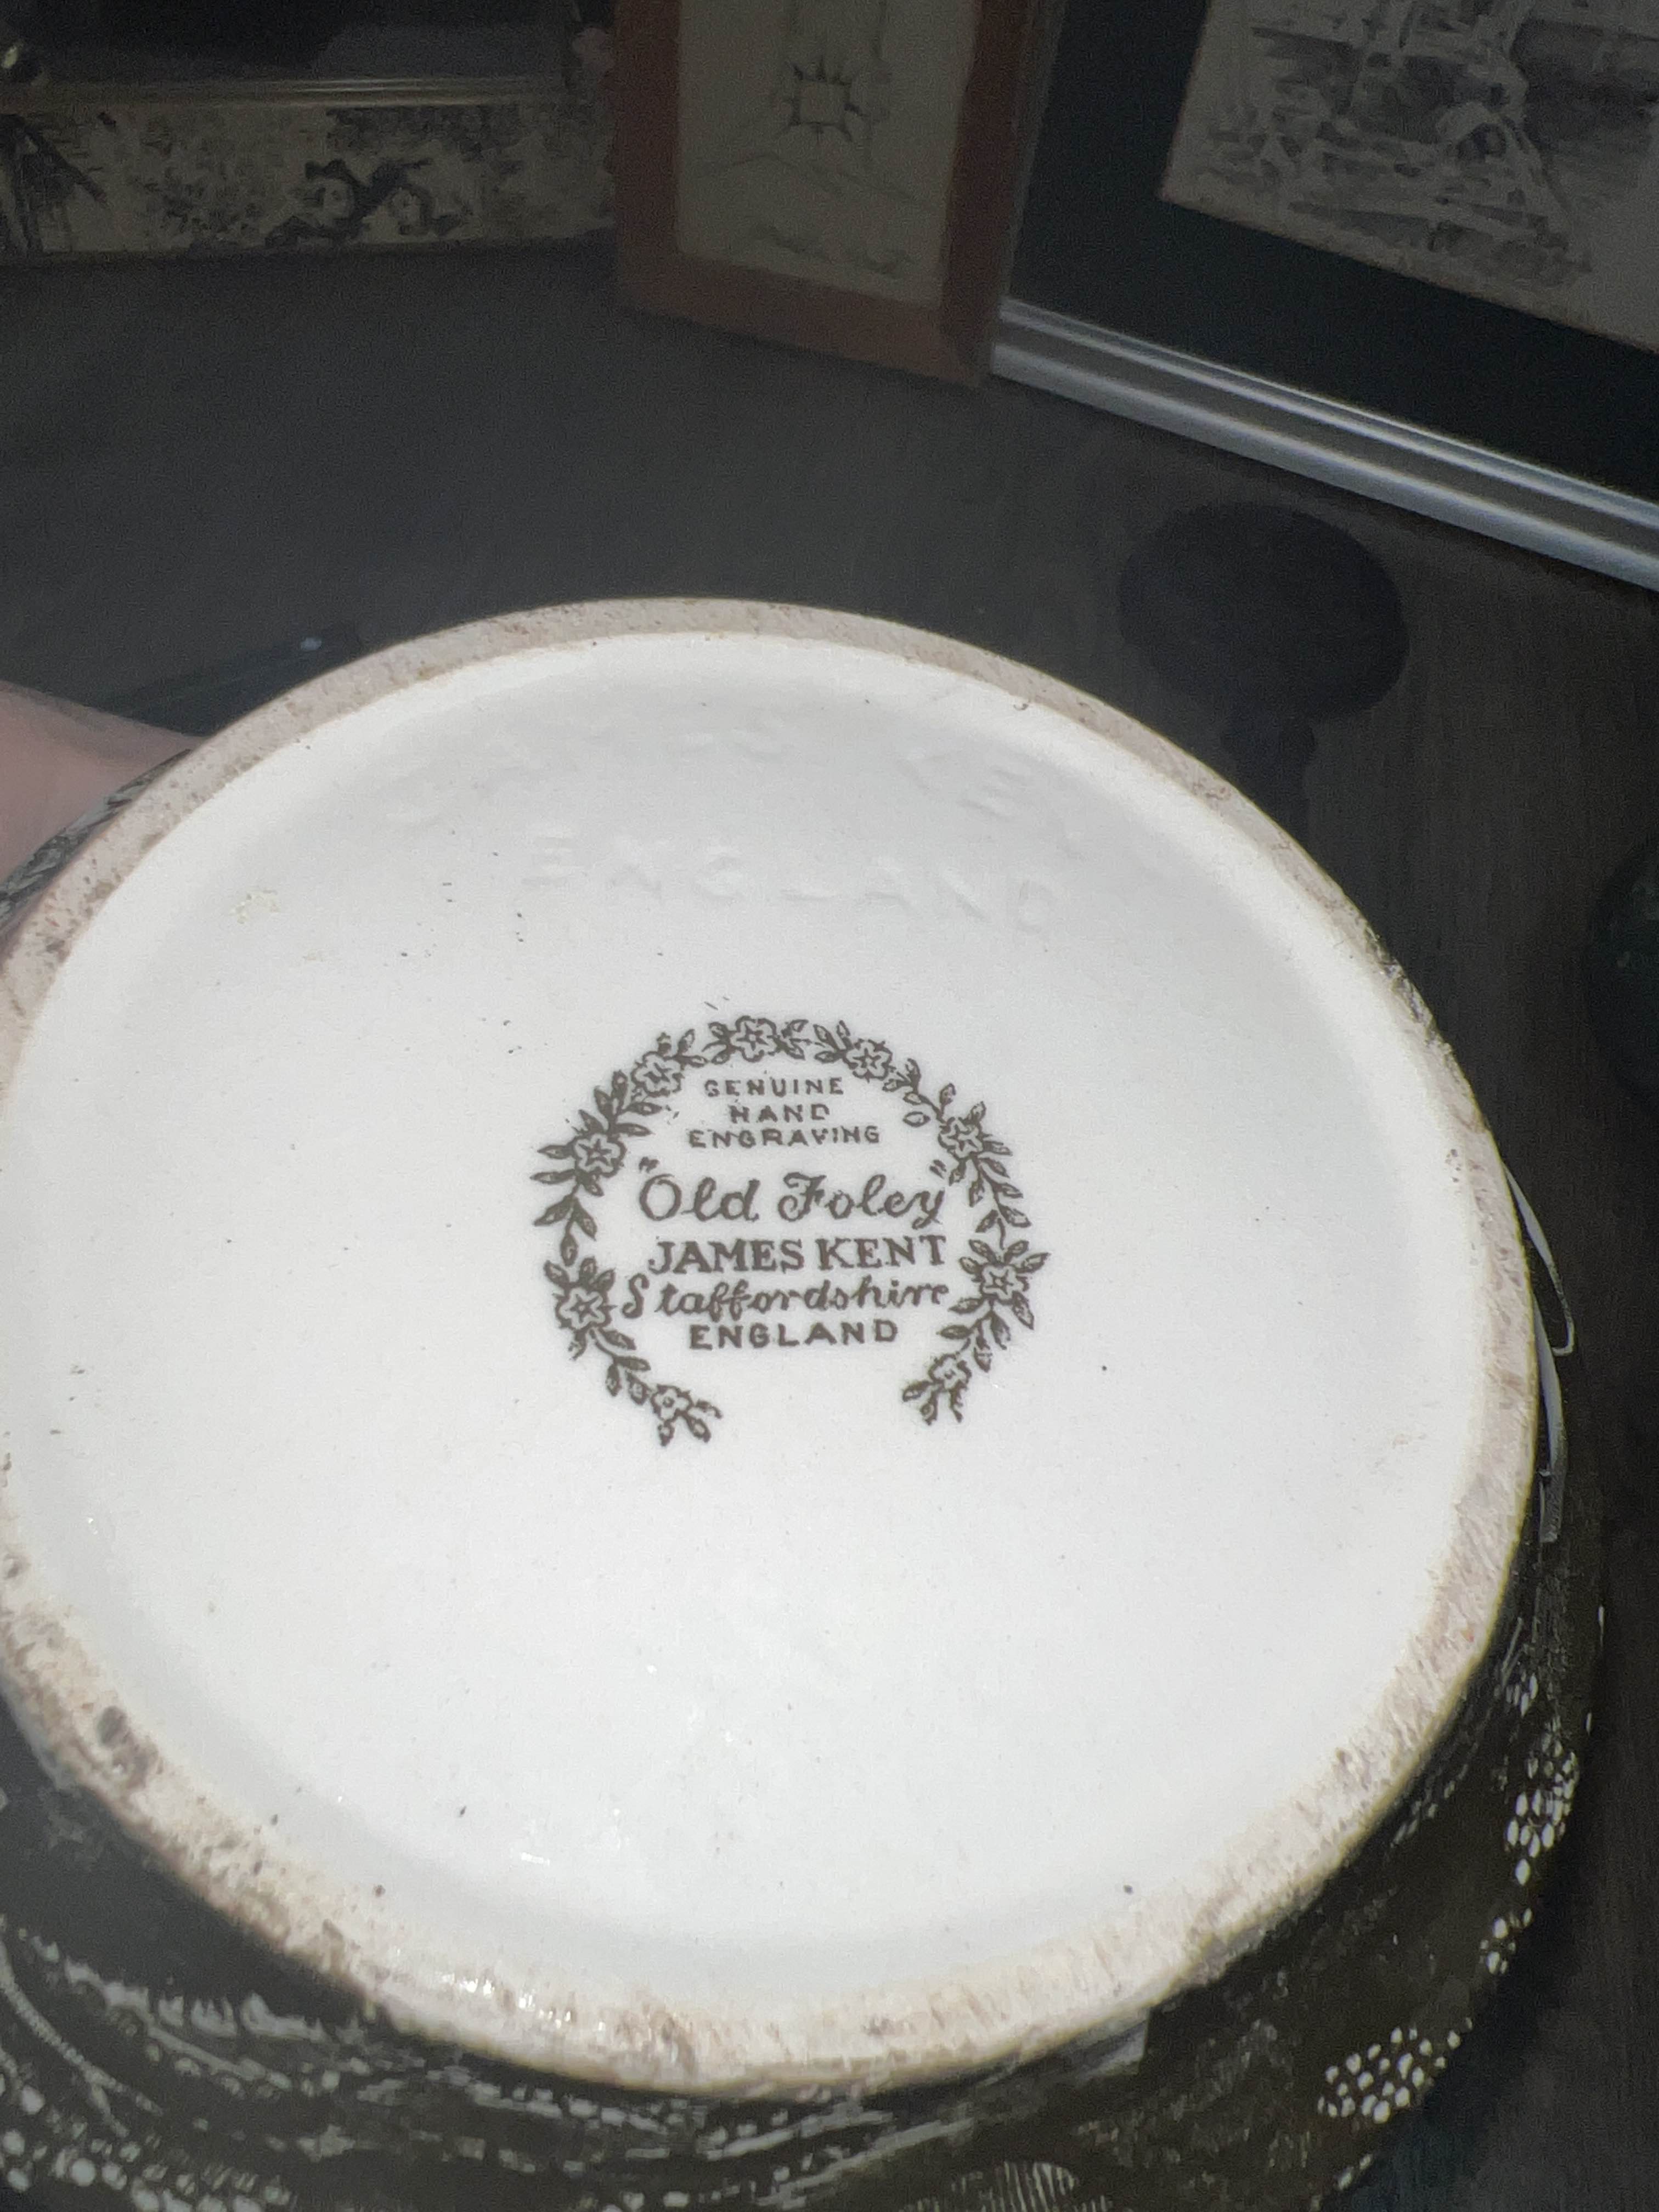 ENGLAND
GENUINE
HAND
ENGRAVING
"Old Foley"
JAMES KENT
Staffordshire
ENGLAND